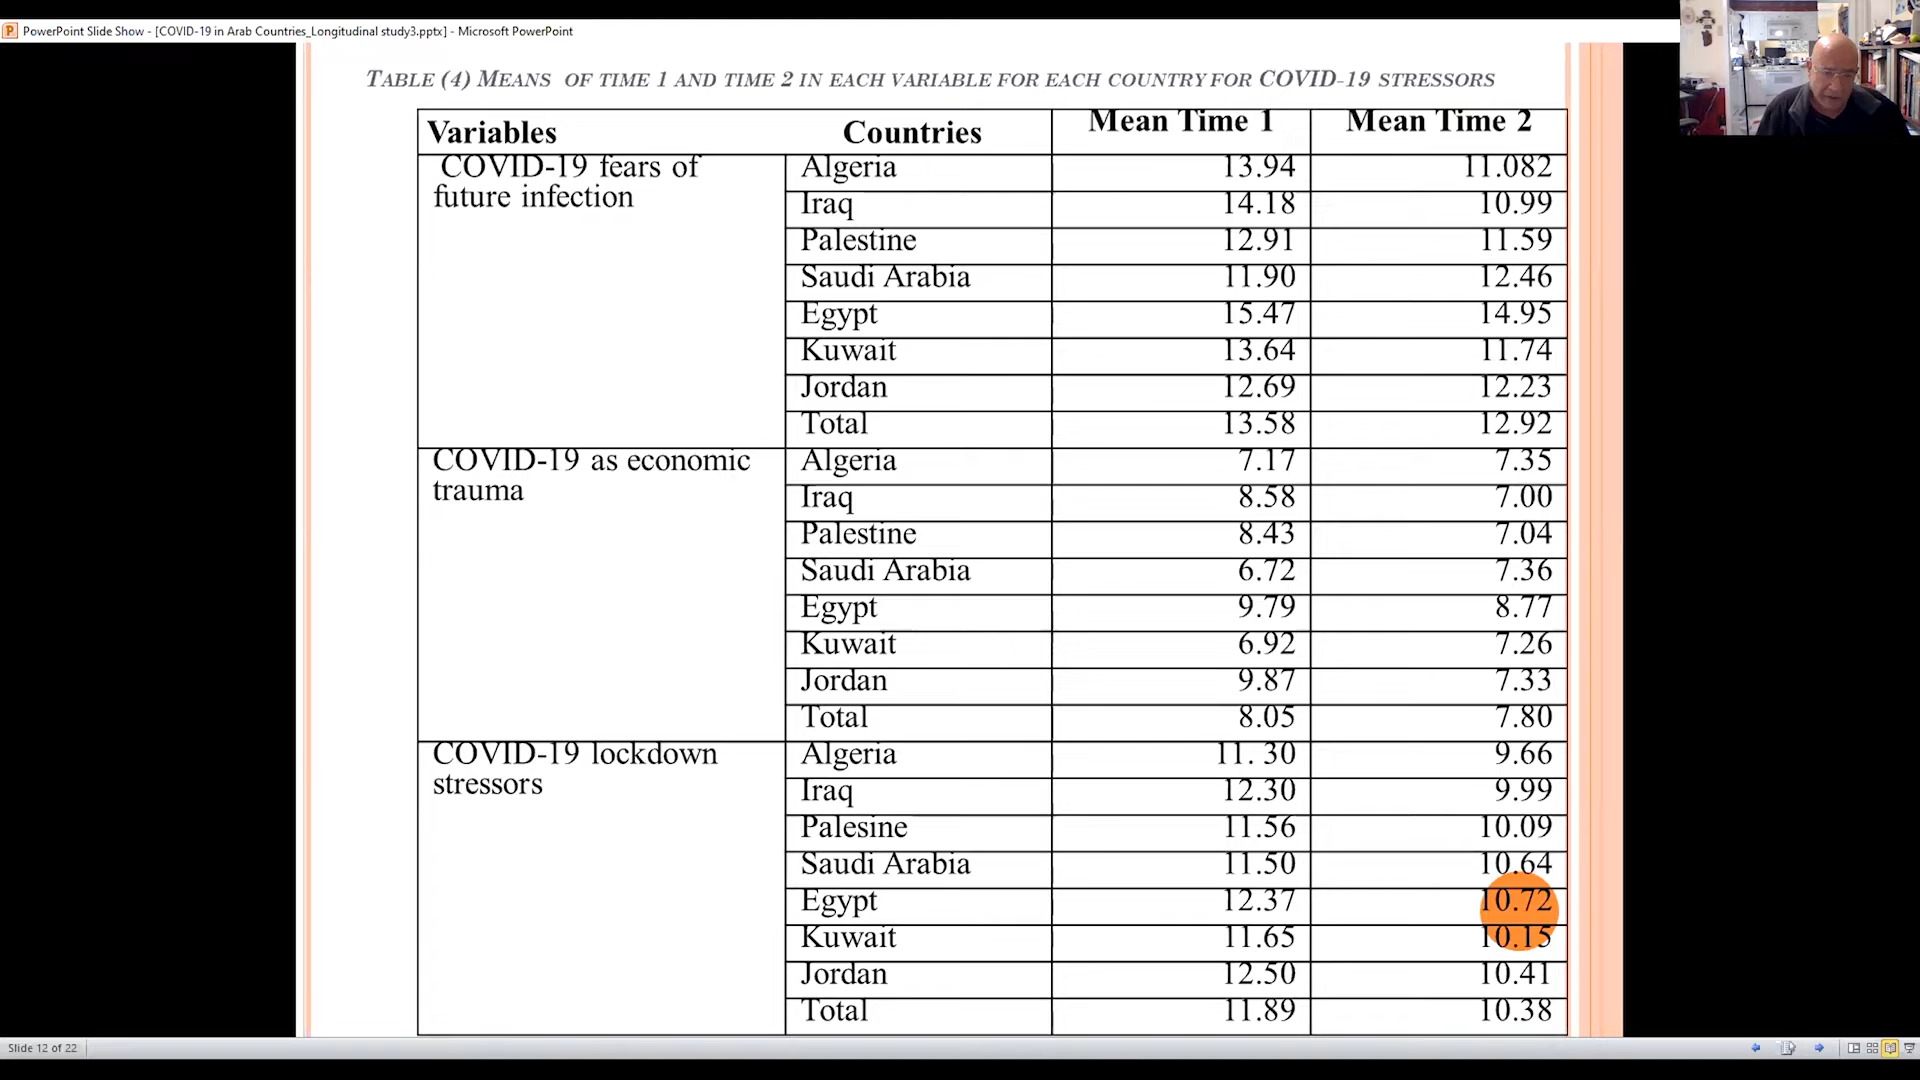 PowerPoint Slide Show - [COVID-19 in Arab Countries_Longitudinal study3.pptx] - Microsoft PowerPoint
TABLE (4) MEANS OF TIME 1 AND TIME 2 IN EACH VARIABLE FOR EACH COUNTRY FOR COVID-19 STRESSORS
Variables Countries Mean Time 1 Mean Time 2
COVID-19 fears of future infection Algeria 13.94 11.082
Iraq 14.18 10.99
Palestine 12.91 11.59
Saudi Arabia 11.90 12.46
Egypt 15.47 14.95
Kuwait 13.64 11.74
Jordan 12.69 12.23
Total 13.58 12.92
COVID-19 as economic trauma Algeria 7.17 7.35
Iraq 8.58 7.00
Palestine 8.43 7.04
Saudi Arabia 6.72 7.36
Egypt 9.79 8.77
Kuwait 6.92 7.26
Jordan 9.87 7.33
Total 8.05 7.80
COVID-19 lockdown stressors Algeria 11. 30 9.66
Iraq 12.30 9.99
Palesine 11.56 10.09
Saudi Arabia 11.50 10.64
Egypt 12.37 10.72
Kuwait 11.65 10.15
Jordan 12.50 10.41
Total 11.89 10.38
Slide 12 of 22